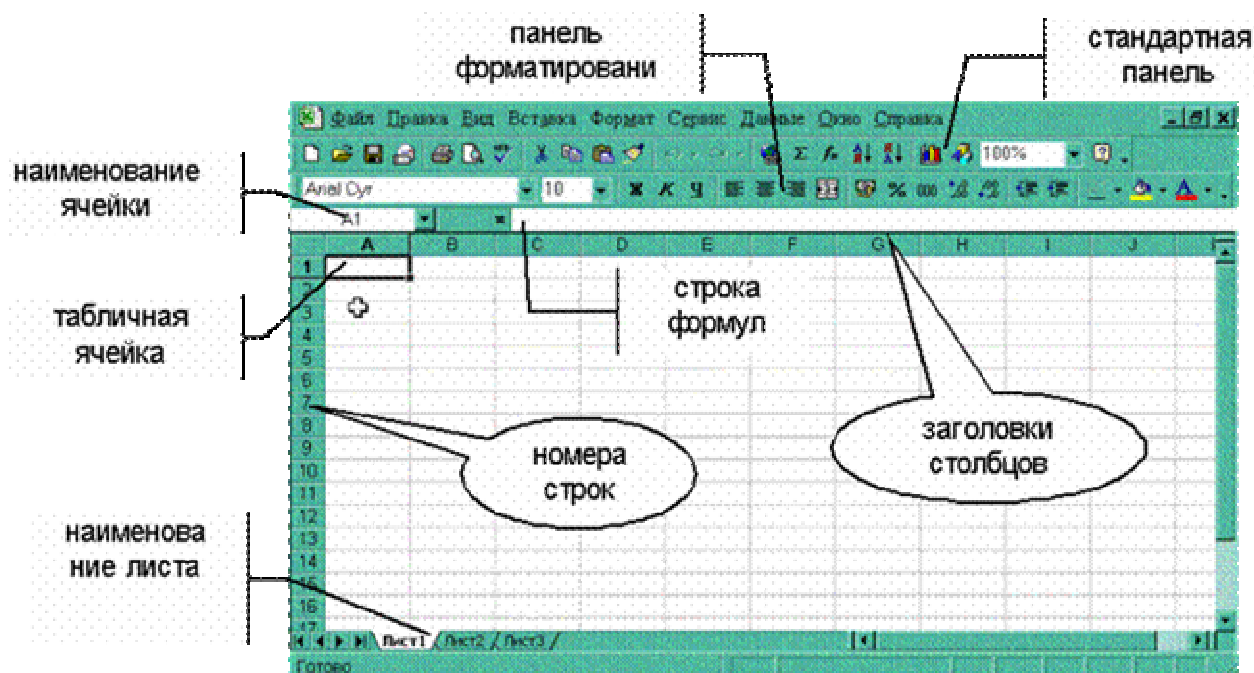 панель
форматировани
стандартная
панель
Файл Правка Вид Вставка Формат Сервис Данные Окно Справка
100%
Arial Cyr 10 Ж К Ч % 000
A1 =
наименование
ячейки
A B C D E F G H I J
1
2
3
4
5
6
7
8
9
10
11
12
13
14
15
16
17
табличная
ячейка
строка
формул
номера
строк
заголовки
столбцов
наименова
ние листа
Лист1 Лист2 Лист3
Готово